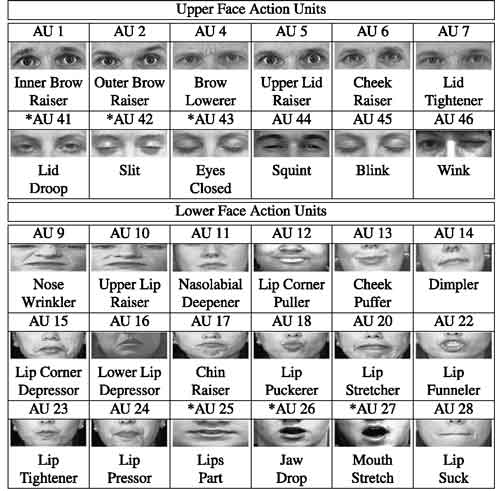 Upper Face Action Units
AU 1 AU 2 AU 4 AU 5 AU 6 AU 7
Inner Brow Outer Brow Brow Upper Lid Cheek Lid
Raiser Raiser Lowerer Raiser Raiser Tightener
*AU 41 *AU 42 *AU 43 AU 44 AU 45 AU 46
Lid Slit Eyes Squint Blink Wink
Droop Closed
Lower Face Action Units
AU 9 AU 10 AU 11 AU 12 AU 13 AU 14
Nose Upper Lip Nasolabial Lip Corner Cheek Dimpler
Wrinkler Raiser Deepener Puller Puffer
AU 15 AU 16 AU 17 AU 18 AU 20 AU 22
Lip Corner Lower Lip Chin Lip Lip Lip
Depressor Depressor Raiser Puckerer Stretcher Funneler
AU 23 AU 24 *AU 25 *AU 26 *AU 27 AU 28
Lip Lip Lips Jaw Mouth Lip
Tightener Pressor Part Drop Stretch Suck